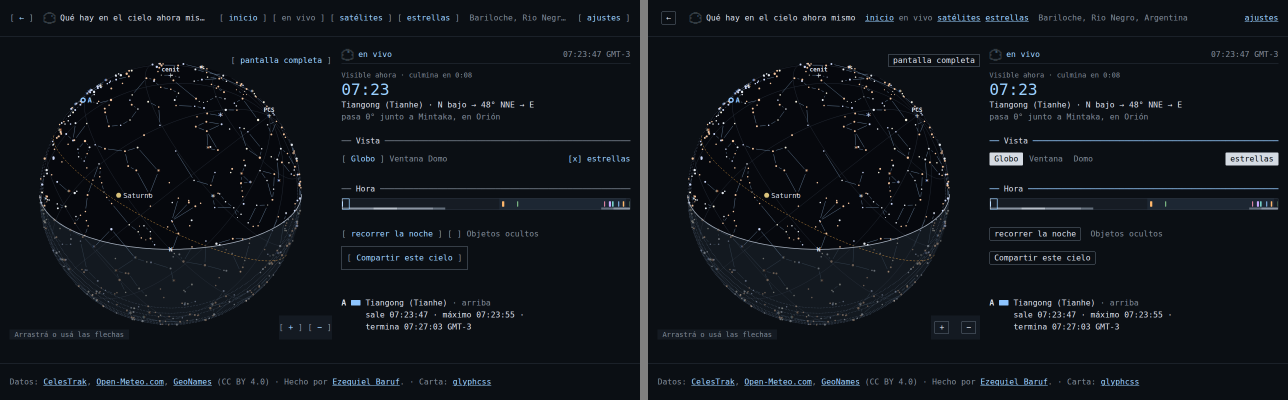 [ ← ] Qué hay en el cielo ahora mis… [ inicio ] [ en vivo ] [ satélites ] [ estrellas ] Bariloche, Río Negr… [ ajustes ]
[ pantalla completa ]
cenit
A
PCS
Saturno
Arrastrá o usá las flechas
[ + ] [ − ]
en vivo 07:23:47 GMT-3
Visible ahora · culmina en 0:08
07:23
Tiangong (Tianhe) · N bajo → 48° NNE → E
pasa 0° junto a Mintaka, en Orión
Vista
[ Globo ] Ventana Domo [x] estrellas
Hora
[ recorrer la noche ] [ ] Objetos ocultos
[ Compartir este cielo ]
A Tiangong (Tianhe) · arriba
sale 07:23:47 · máximo 07:23:55 ·
termina 07:27:03 GMT-3
Datos: CelesTrak, Open-Meteo.com, GeoNames (CC BY 4.0) · Hecho por Ezequiel Baruf. · Carta: glyphcss
← Qué hay en el cielo ahora mismo inicio en vivo satélites estrellas Bariloche, Río Negro, Argentina ajustes
pantalla completa
cenit
A
PCS
Saturno
Arrastrá o usá las flechas
+ −
en vivo 07:23:47 GMT-3
Visible ahora · culmina en 0:08
07:23
Tiangong (Tianhe) · N bajo → 48° NNE → E
pasa 0° junto a Mintaka, en Orión
Vista
Globo Ventana Domo estrellas
Hora
recorrer la noche Objetos ocultos
Compartir este cielo
A Tiangong (Tianhe) · arriba
sale 07:23:47 · máximo 07:23:55 ·
termina 07:27:03 GMT-3
Datos: CelesTrak, Open-Meteo.com, GeoNames (CC BY 4.0) · Hecho por Ezequiel Baruf. · Carta: glyphcss